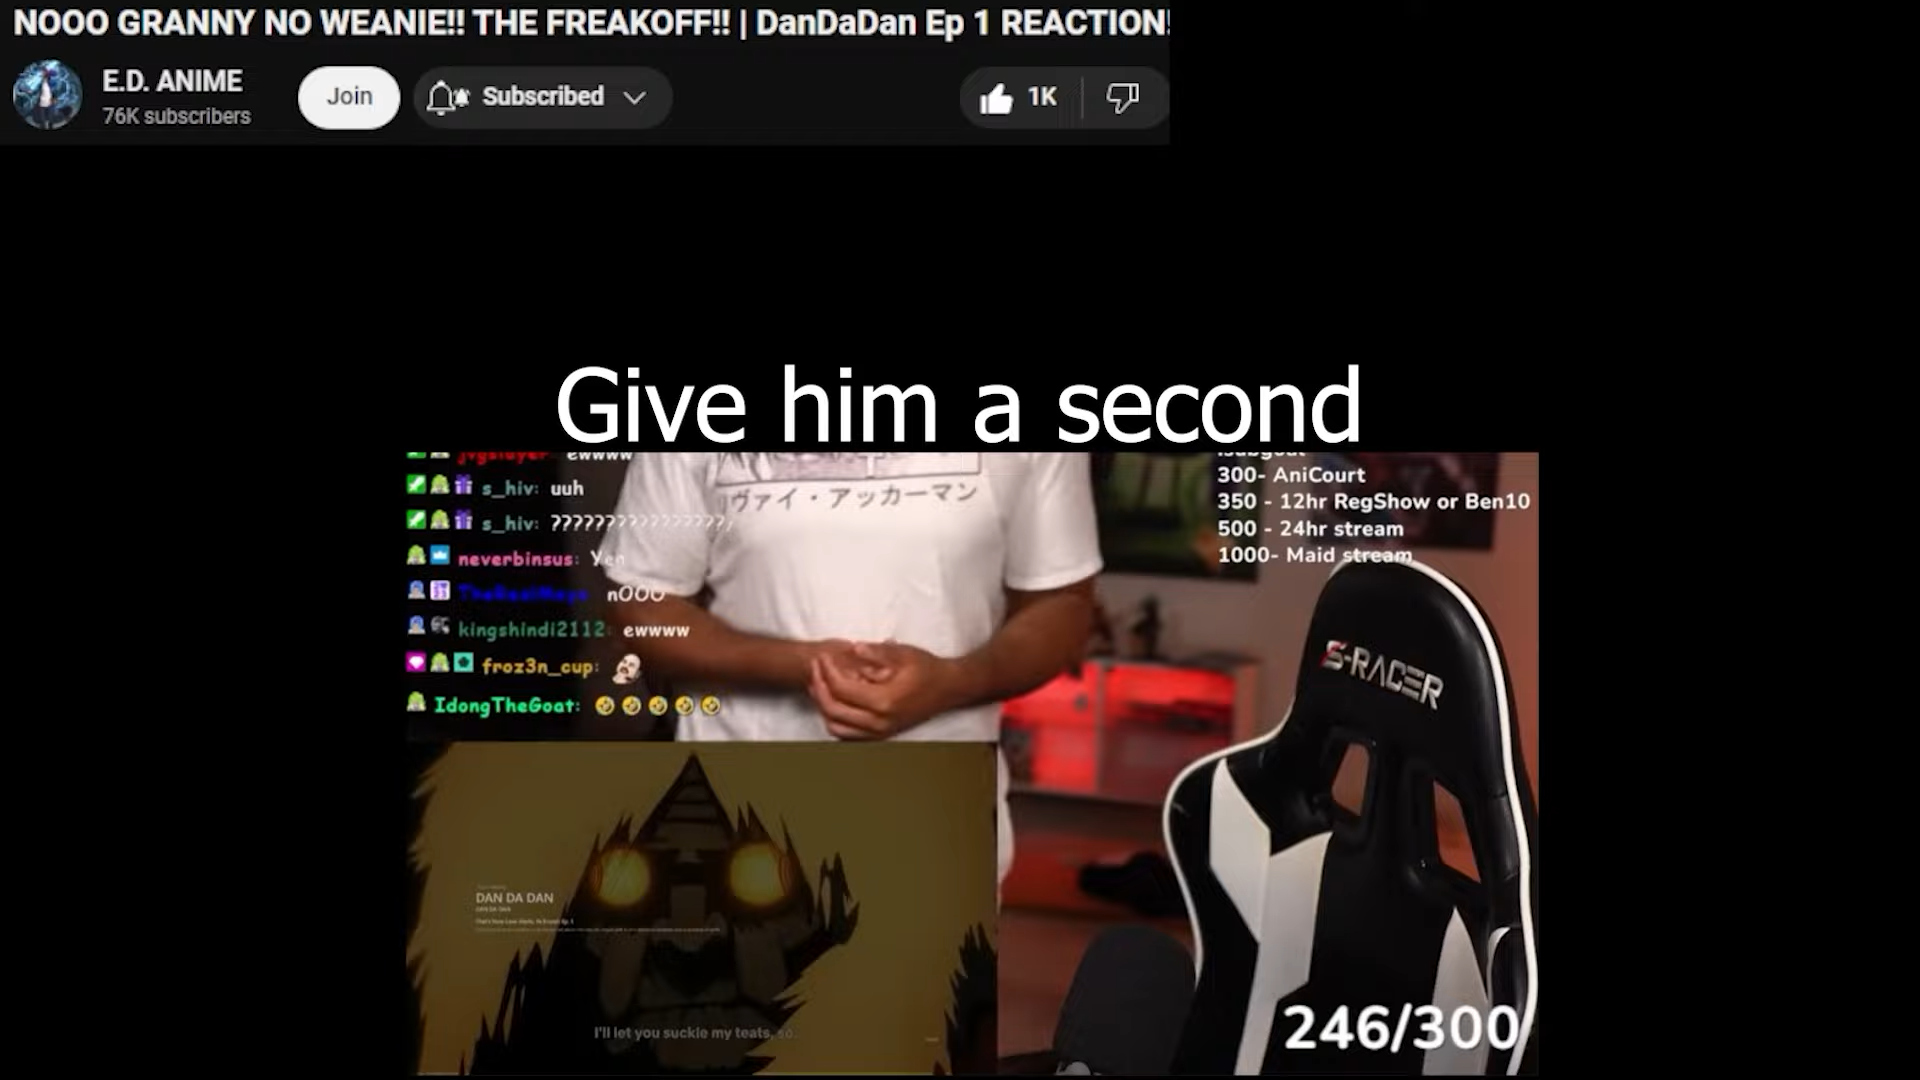 NOOO GRANNY NO WEANIE!! THE FREAKOFF!! | DanDaDan Ep 1 REACTION!
E.D. ANIME
76K subscribers
Join
Subscribed
1K
Give him a second
jvgslayer ewwww
s_hiv: uuh
s_hiv: ????????????????
neverbinsus:
nOOO
kingshindi2112: ewwww
froz3n_cup:
IdongTheGoat: 🤣🤣🤣🤣🤣
300- AniCourt
350 - 12hr RegShow or Ben10
500 - 24hr stream
1000- Maid stream
ヴァイ・アッカーマン
S-RACER
DAN DA DAN
I'll let you suckle my teats, so.
246/300